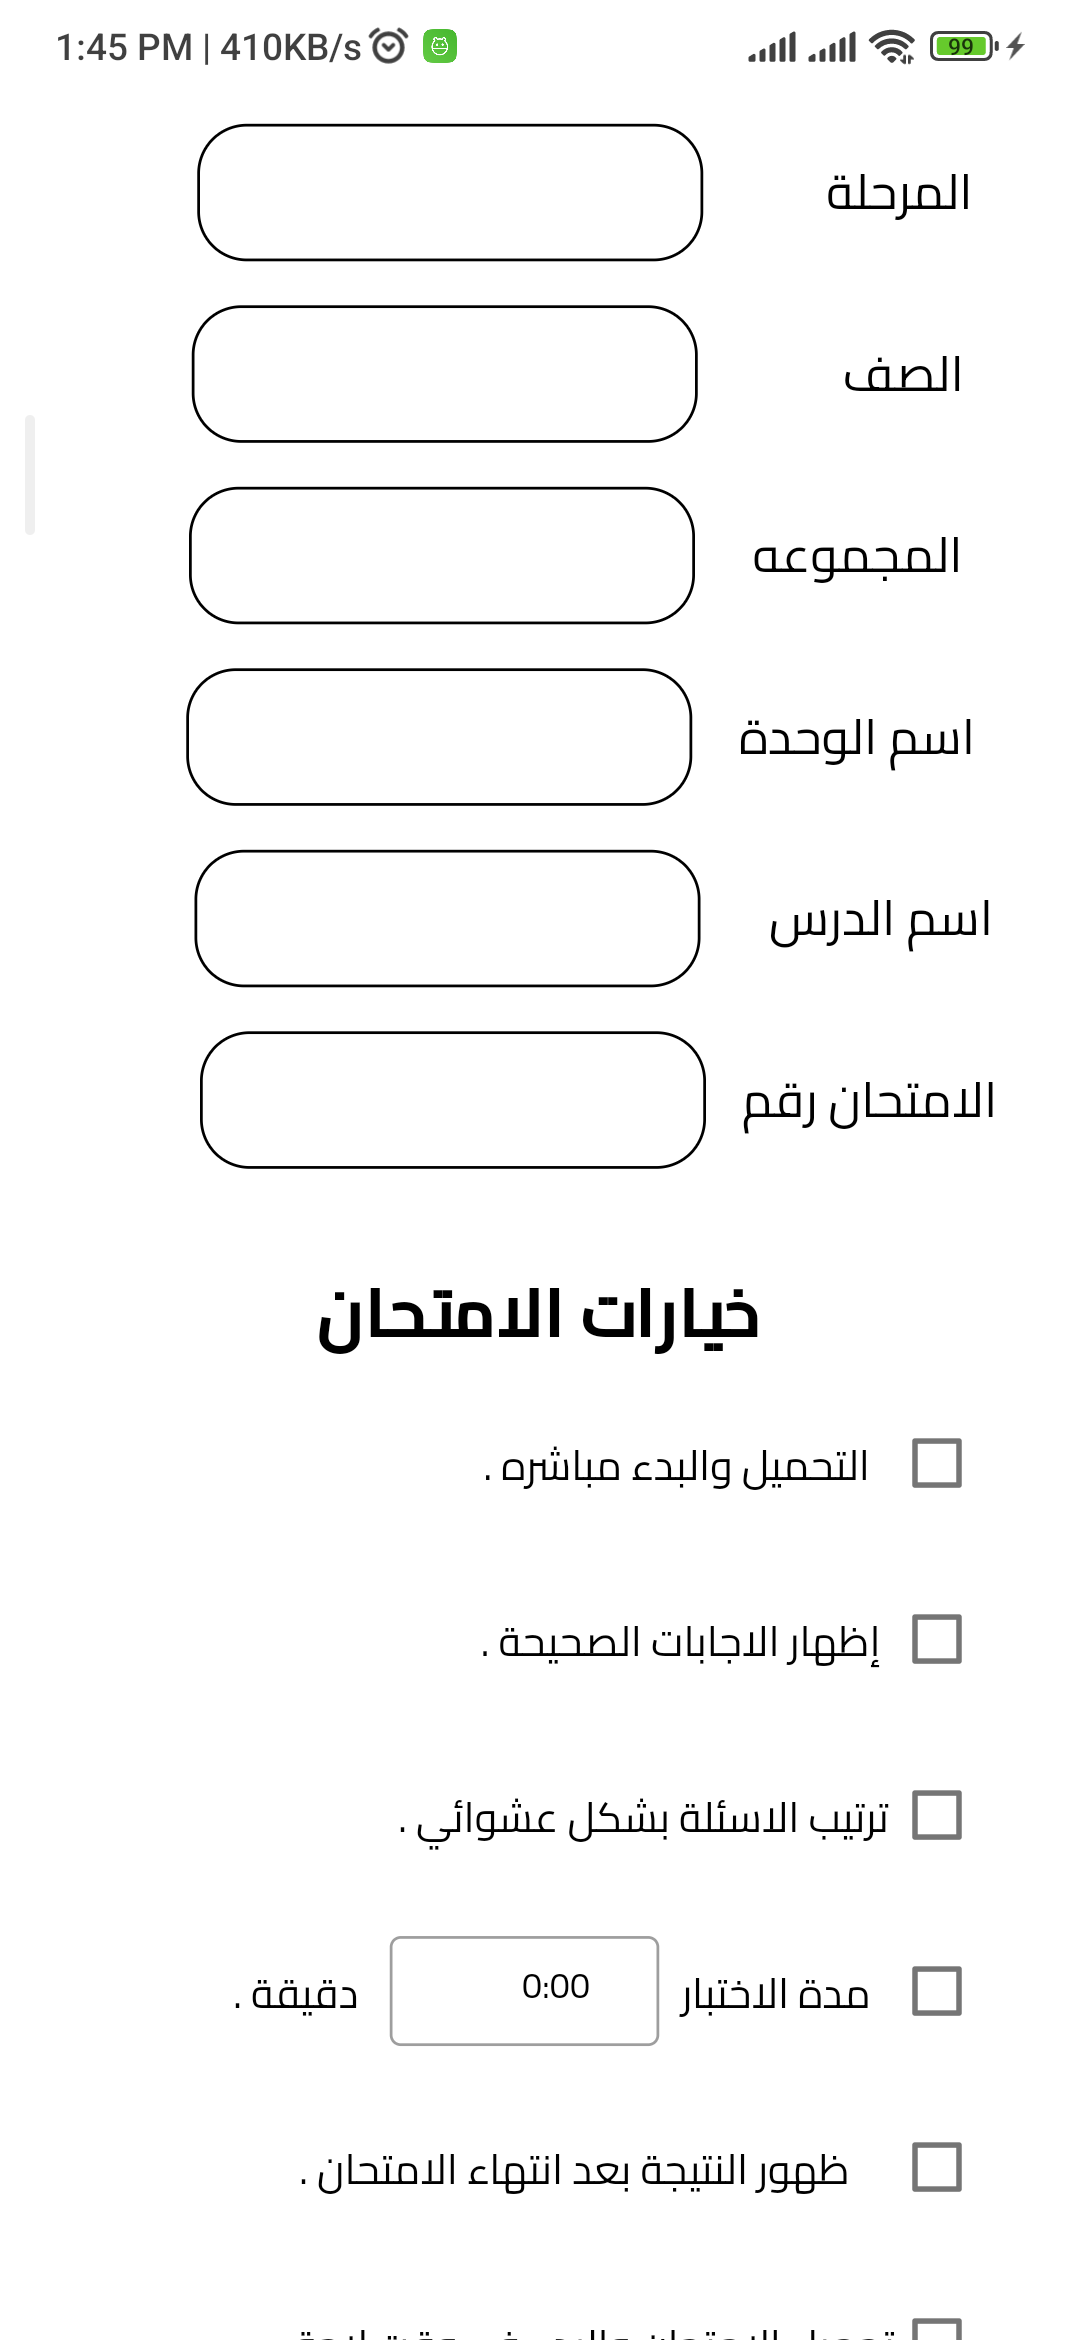 1:45 PM | 410KB/s
99
المرحلة
الصف
المجموعه
اسم الوحدة
اسم الدرس
الامتحان رقم
خيارات الامتحان
التحميل والبدء مباشره .
إظهار الاجابات الصحيحة .
ترتيب الاسئلة بشكل عشوائي .
مدة الاختبار 0:00 دقيقة .
ظهور النتيجة بعد انتهاء الامتحان .